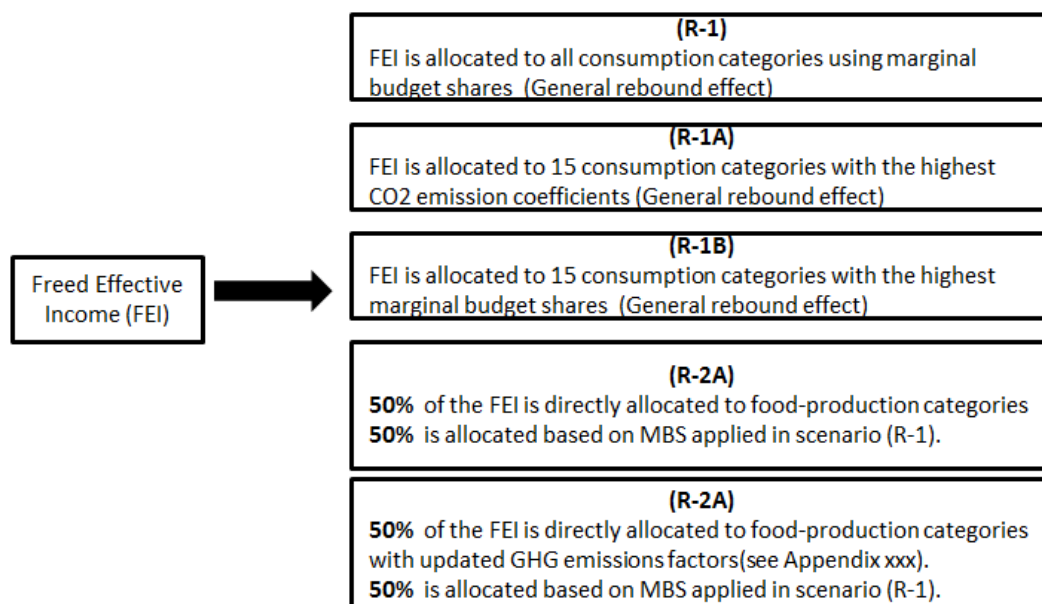 (R-1)
FEI is allocated to all consumption categories using marginal
budget shares (General rebound effect)
(R-1A)
FEI is allocated to 15 consumption categories with the highest
CO2 emission coefficients (General rebound effect)
(R-1B)
FEI is allocated to 15 consumption categories with the highest
marginal budget shares (General rebound effect)
Freed Effective
Income (FEI)
(R-2A)
50% of the FEI is directly allocated to food-production categories
50% is allocated based on MBS applied in scenario (R-1).
(R-2A)
50% of the FEI is directly allocated to food-production categories
with updated GHG emissions factors(see Appendix xxx).
50% is allocated based on MBS applied in scenario (R-1).